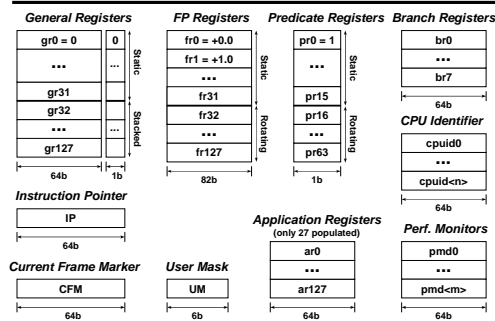 General Registers
gr0 = 0
0
...
...
gr31
gr32
...
...
gr127
Static
Stacked
64b
1b
FP Registers
fr0 = +0.0
fr1 = +1.0
...
fr31
fr32
...
fr127
Static
Rotating
82b
Predicate Registers
pr0 = 1
...
pr15
pr16
...
pr63
Static
Rotating
1b
Branch Registers
br0
...
br7
64b
CPU Identifier
cpuid0
...
cpuid<n>
64b
Instruction Pointer
IP
64b
Application Registers
(only 27 populated)
ar0
...
ar127
64b
Perf. Monitors
pmd0
...
pmd<m>
64b
Current Frame Marker
CFM
64b
User Mask
UM
6b